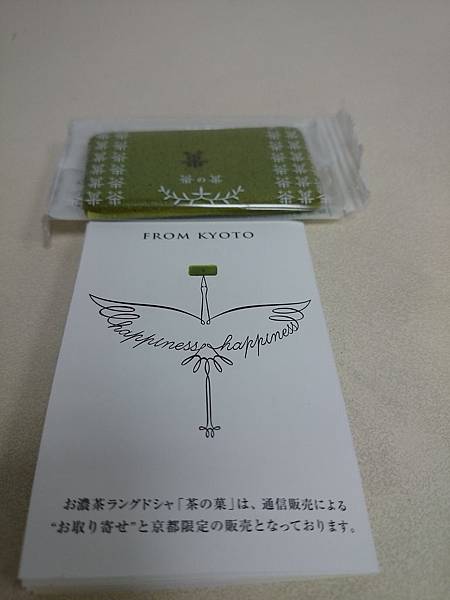 茶の菓
FROM KYOTO
happiness happiness
お濃茶ラングドシャ「茶の菓」は、通信販売による
“お取り寄せ”と京都限定の販売となっております。